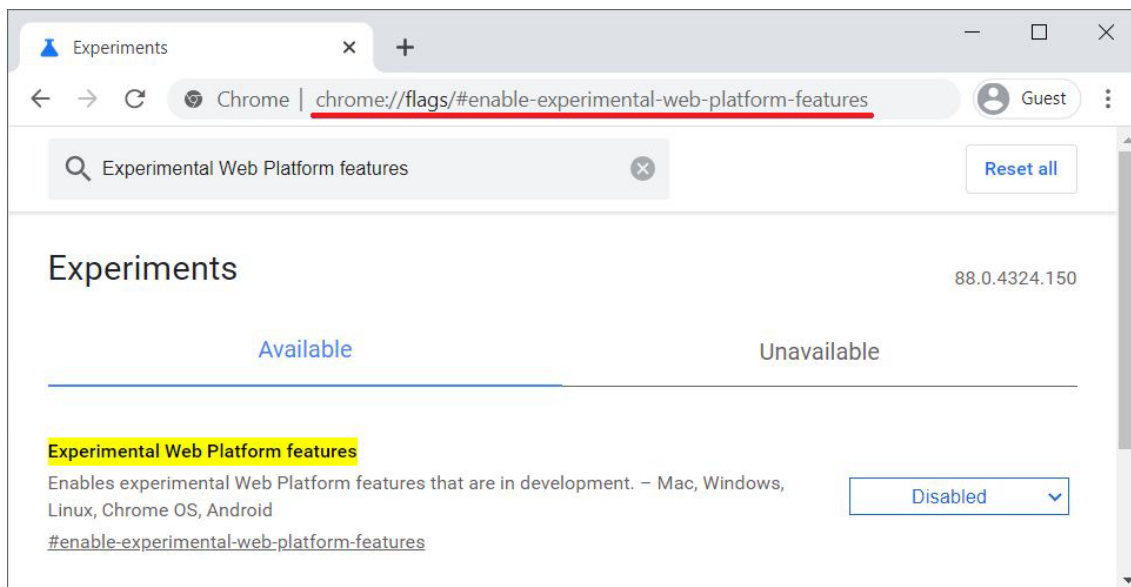 Experiments
Chrome | chrome://flags/#enable-experimental-web-platform-features
Guest
Experimental Web Platform features
Reset all
Experiments
88.0.4324.150
Available
Unavailable
Experimental Web Platform features
Enables experimental Web Platform features that are in development. – Mac, Windows,
Linux, Chrome OS, Android
Disabled
#enable-experimental-web-platform-features